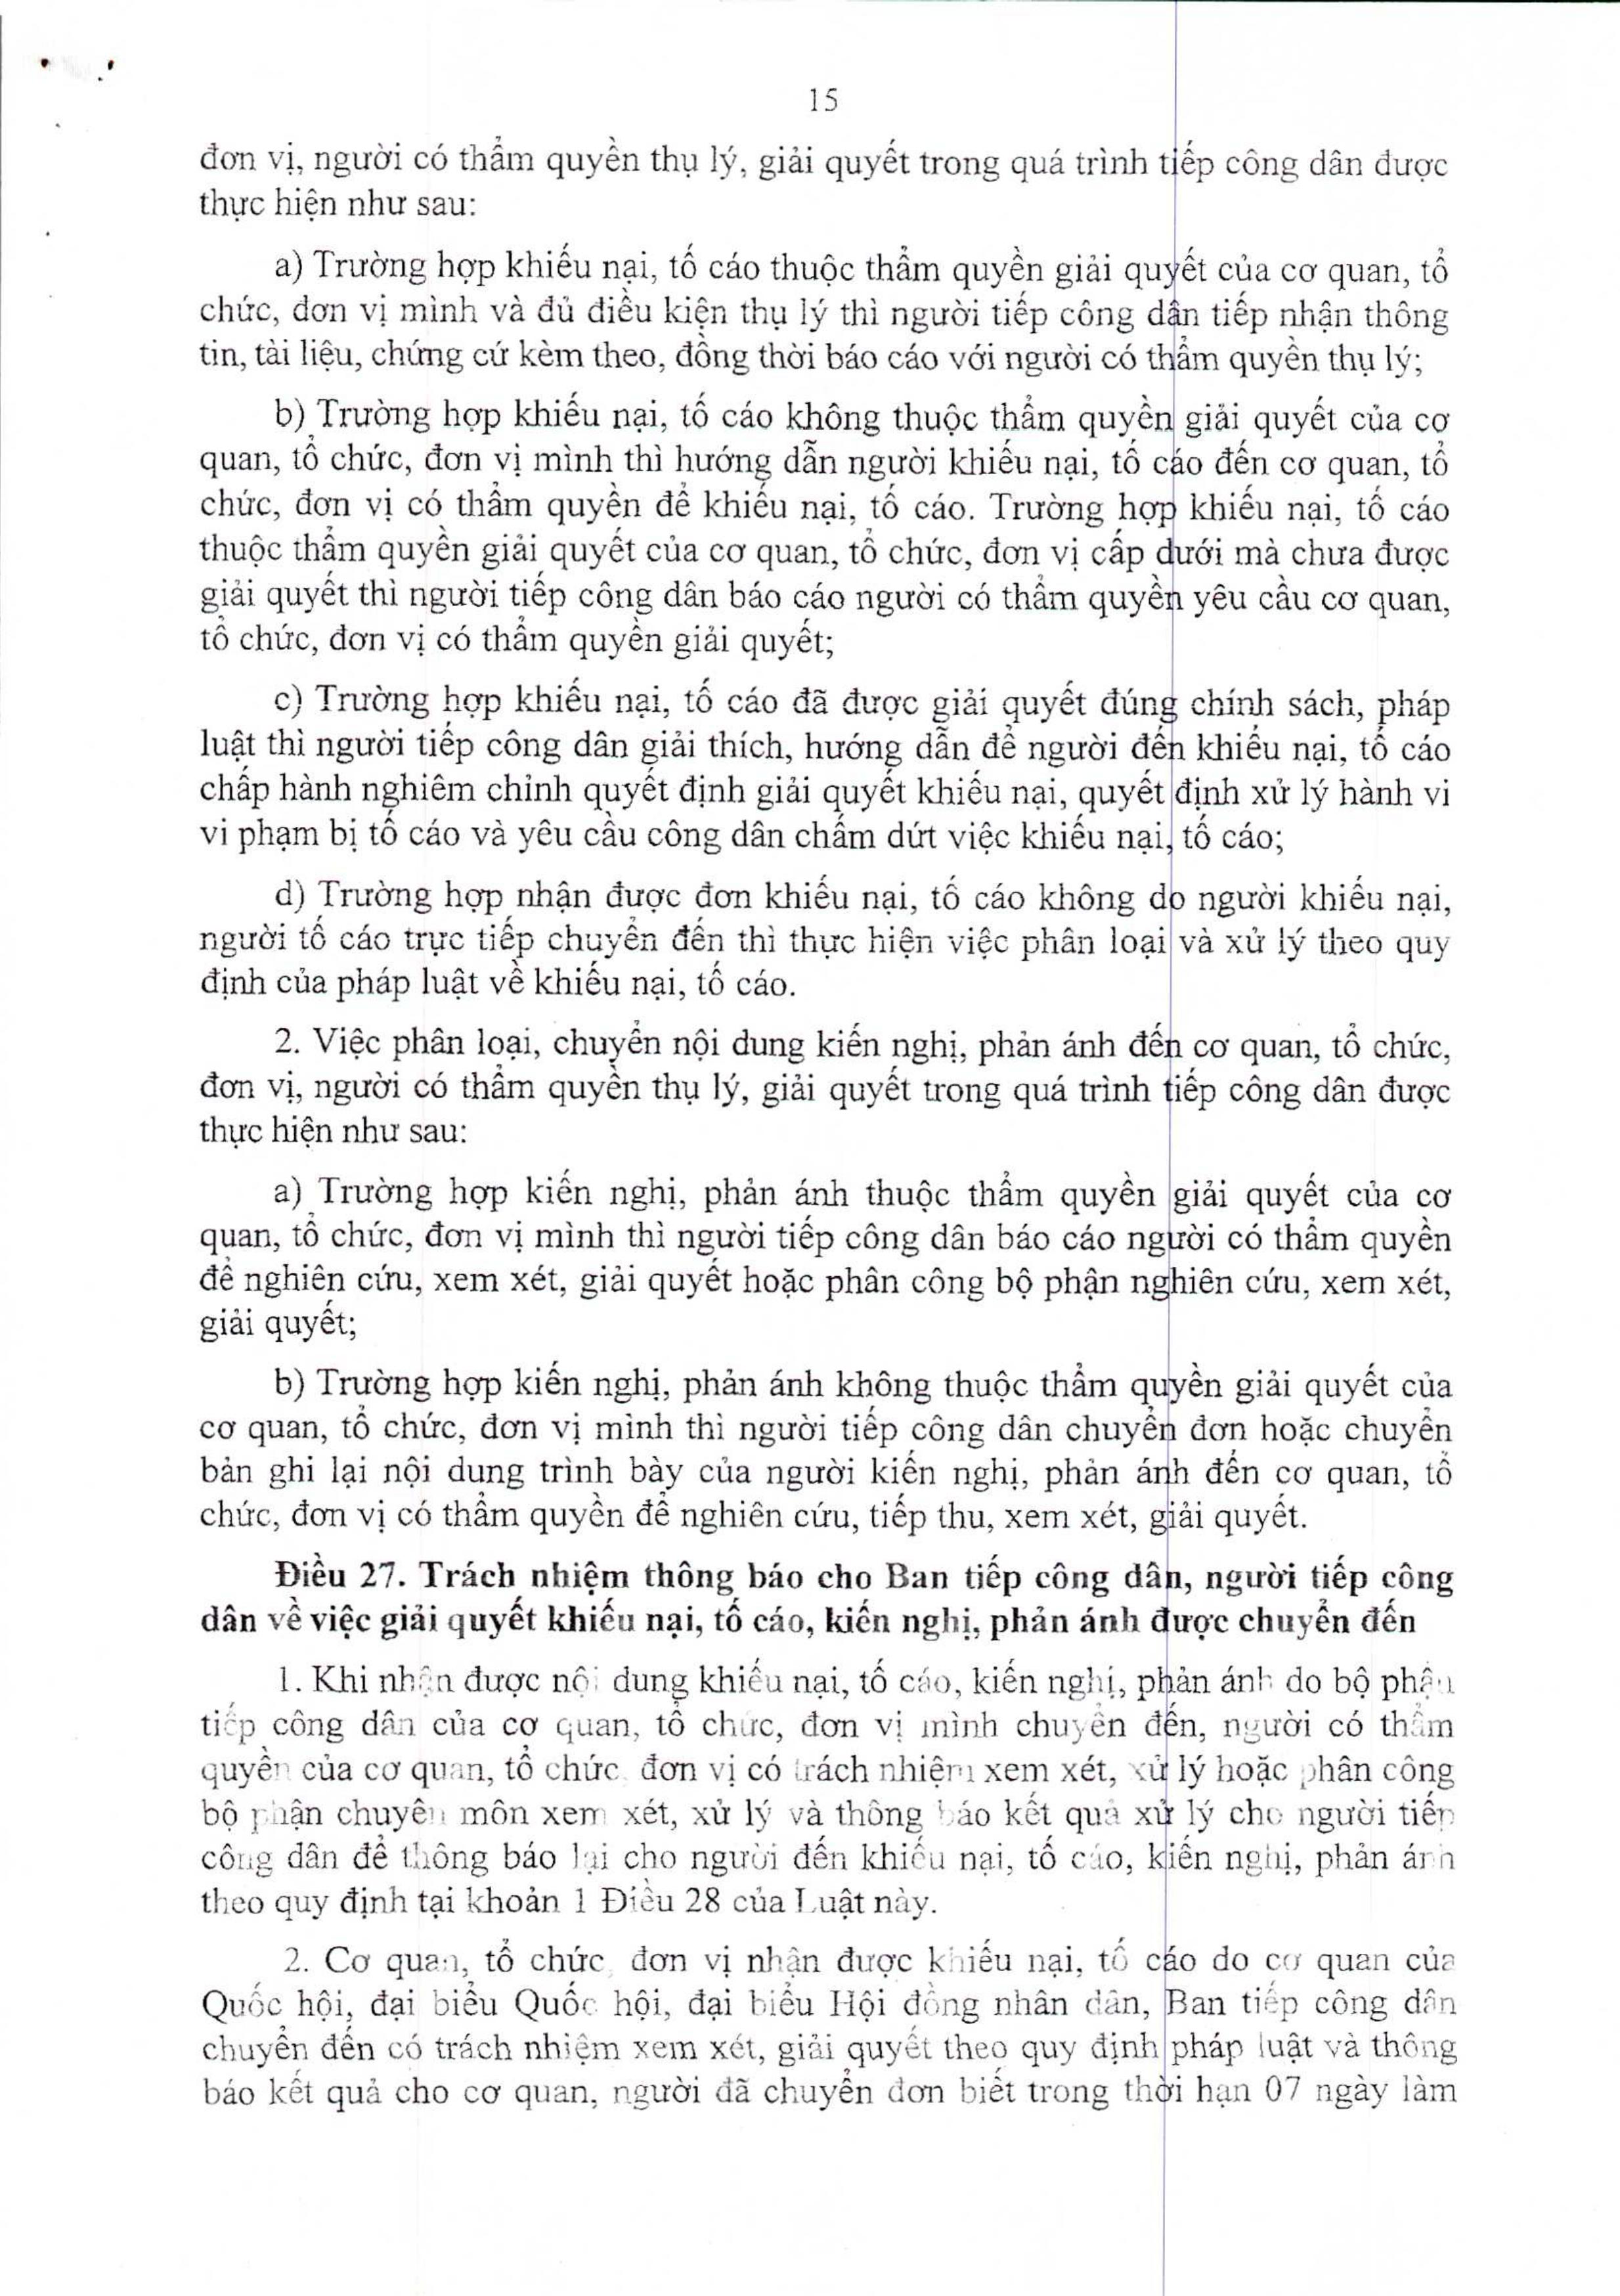 15
đơn vị, người có thẩm quyền thụ lý, giải quyết trong quá trình tiếp công dân được
thực hiện như sau:
a) Trường hợp khiếu nại, tố cáo thuộc thẩm quyền giải quyết của cơ quan, tổ
chức, đơn vị mình và đủ điều kiện thụ lý thì người tiếp công dân tiếp nhận thông
tin, tài liệu, chứng cứ kèm theo, đồng thời báo cáo với người có thẩm quyền thụ lý;
b) Trường hợp khiếu nại, tố cáo không thuộc thẩm quyền giải quyết của cơ
quan, tổ chức, đơn vị mình thì hướng dẫn người khiếu nại, tố cáo đến cơ quan, tổ
chức, đơn vị có thẩm quyền để khiếu nại, tố cáo. Trường hợp khiếu nại, tố cáo
thuộc thẩm quyền giải quyết của cơ quan, tổ chức, đơn vị cấp dưới mà chưa được
giải quyết thì người tiếp công dân báo cáo người có thẩm quyền yêu cầu cơ quan,
tổ chức, đơn vị có thẩm quyền giải quyết;
c) Trường hợp khiếu nại, tố cáo đã được giải quyết đúng chính sách, pháp
luật thì người tiếp công dân giải thích, hướng dẫn để người đến khiếu nại, tố cáo
chấp hành nghiêm chỉnh quyết định giải quyết khiếu nại, quyết định xử lý hành vi
vi phạm bị tố cáo và yêu cầu công dân chấm dứt việc khiếu nại, tố cáo;
d) Trường hợp nhận được đơn khiếu nại, tố cáo không do người khiếu nại,
người tố cáo trực tiếp chuyển đến thì thực hiện việc phân loại và xử lý theo quy
định của pháp luật về khiếu nại, tố cáo.
2. Việc phân loại, chuyển nội dung kiến nghị, phản ánh đến cơ quan, tổ chức,
đơn vị, người có thẩm quyền thụ lý, giải quyết trong quá trình tiếp công dân được
thực hiện như sau:
a) Trường hợp kiến nghị, phản ánh thuộc thẩm quyền giải quyết của cơ
quan, tổ chức, đơn vị mình thì người tiếp công dân báo cáo người có thẩm quyền
để nghiên cứu, xem xét, giải quyết hoặc phân công bộ phận nghiên cứu, xem xét,
giải quyết;
b) Trường hợp kiến nghị, phản ánh không thuộc thẩm quyền giải quyết của
cơ quan, tổ chức, đơn vị mình thì người tiếp công dân chuyển đơn hoặc chuyển
bản ghi lại nội dung trình bày của người kiến nghị, phản ánh đến cơ quan, tổ
chức, đơn vị có thẩm quyền để nghiên cứu, tiếp thu, xem xét, giải quyết.
Điều 27. Trách nhiệm thông báo cho Ban tiếp công dân, người tiếp công
dân về việc giải quyết khiếu nại, tố cáo, kiến nghị, phản ánh được chuyển đến
1. Khi nhận được nội dung khiếu nại, tố cáo, kiến nghị, phản ánh do bộ phận
tiếp công dân của cơ quan, tổ chức, đơn vị mình chuyển đến, người có thẩm
quyền của cơ quan, tổ chức, đơn vị có trách nhiệm xem xét, xử lý hoặc phân công
bộ phận chuyên môn xem xét, xử lý và thông báo kết quả xử lý cho người tiếp
công dân để thông báo lại cho người đến khiếu nại, tố cáo, kiến nghị, phản ánh
theo quy định tại khoản 1 Điều 28 của Luật này.
2. Cơ quan, tổ chức, đơn vị nhận được khiếu nại, tố cáo do cơ quan của
Quốc hội, đại biểu Quốc hội, đại biểu Hội đồng nhân dân, Ban tiếp công dân
chuyển đến có trách nhiệm xem xét, giải quyết theo quy định pháp luật và thông
báo kết quả cho cơ quan, người đã chuyển đơn biết trong thời hạn 07 ngày làm